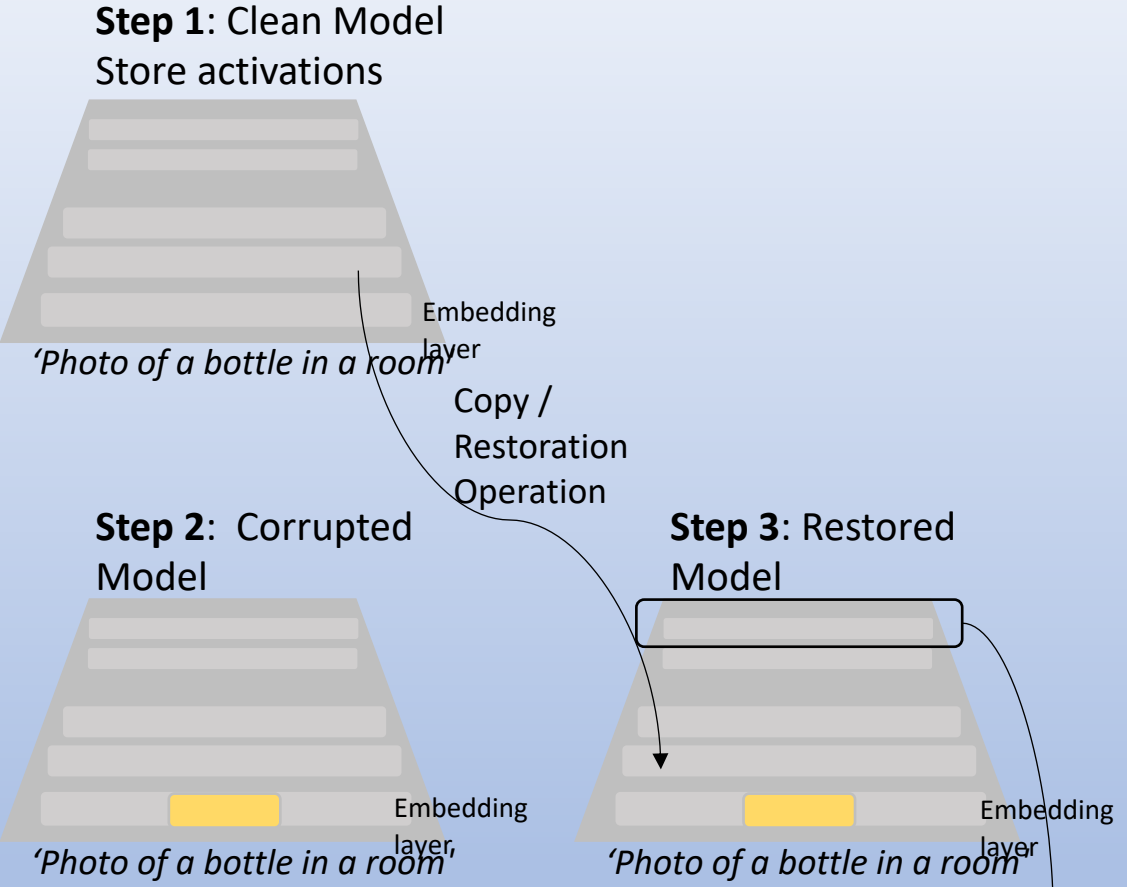 Step 1: Clean Model
Store activations
Embedding
layer
‘Photo of a bottle in a room’
Copy /
Restoration
Operation
Step 2:  Corrupted
Model
Embedding
layer
‘Photo of a bottle in a room'
Step 3: Restored
Model
Embedding
layer
‘Photo of a bottle in a room’